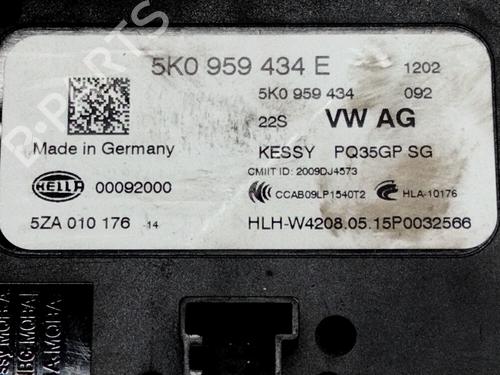 5K0 959 434 E 1202
5K0 959 434 092
22S VW AG
Made in Germany KESSY PQ35GP SG
CMIIT ID: 2009DJ4573
HELLA 00092000 CCAB09LP1540T2 HLA-10176
5ZA 010 176 -14 HLH-W4208.05.15P0032566
B-PARTS